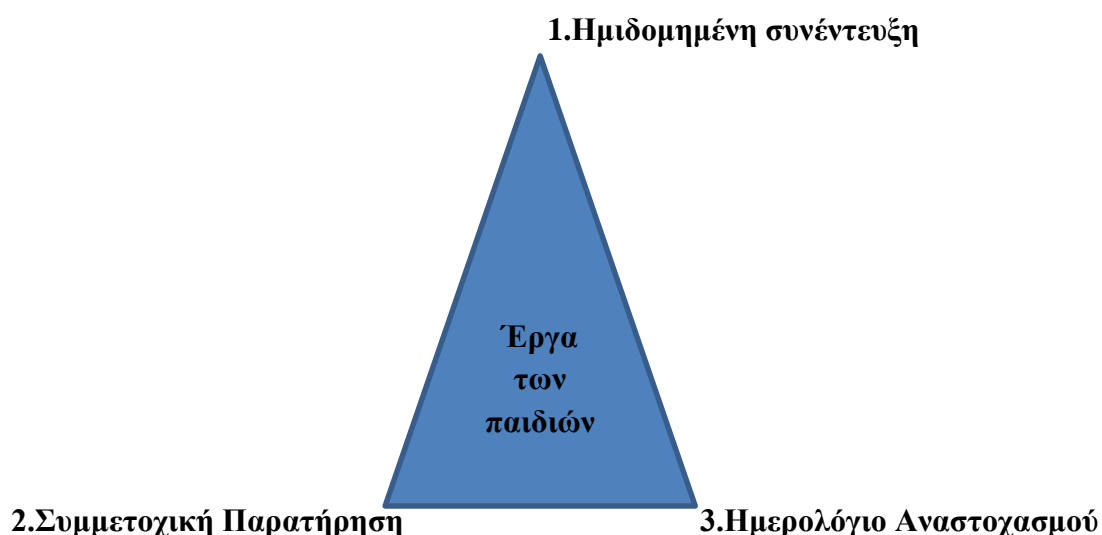 1.Ημιδομημένη συνέντευξη
Έργα
των
παιδιών
2.Συμμετοχική Παρατήρηση
3.Ημερολόγιο Αναστοχασμού